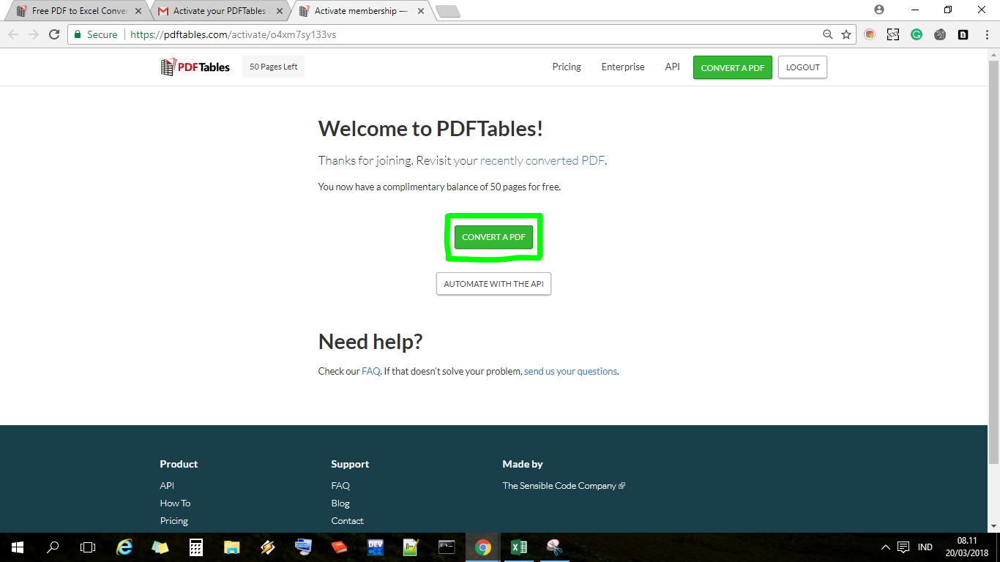 Free PDF to Excel Conver
Activate your PDFTables
Activate membership —
Secure
https://pdftables.com/activate/o4xm7sy133vs
PDFTables
50 Pages Left
Pricing
Enterprise
API
CONVERT A PDF
LOGOUT
Welcome to PDFTables!
Thanks for joining. Revisit your recently converted PDF.
You now have a complimentary balance of 50 pages for free.
CONVERT A PDF
AUTOMATE WITH THE API
Need help?
Check our FAQ. If that doesn't solve your problem, send us your questions.
Product
Support
Made by
API
FAQ
The Sensible Code Company
How To
Blog
Pricing
Contact
DEV
IND
08.11
20/03/2018